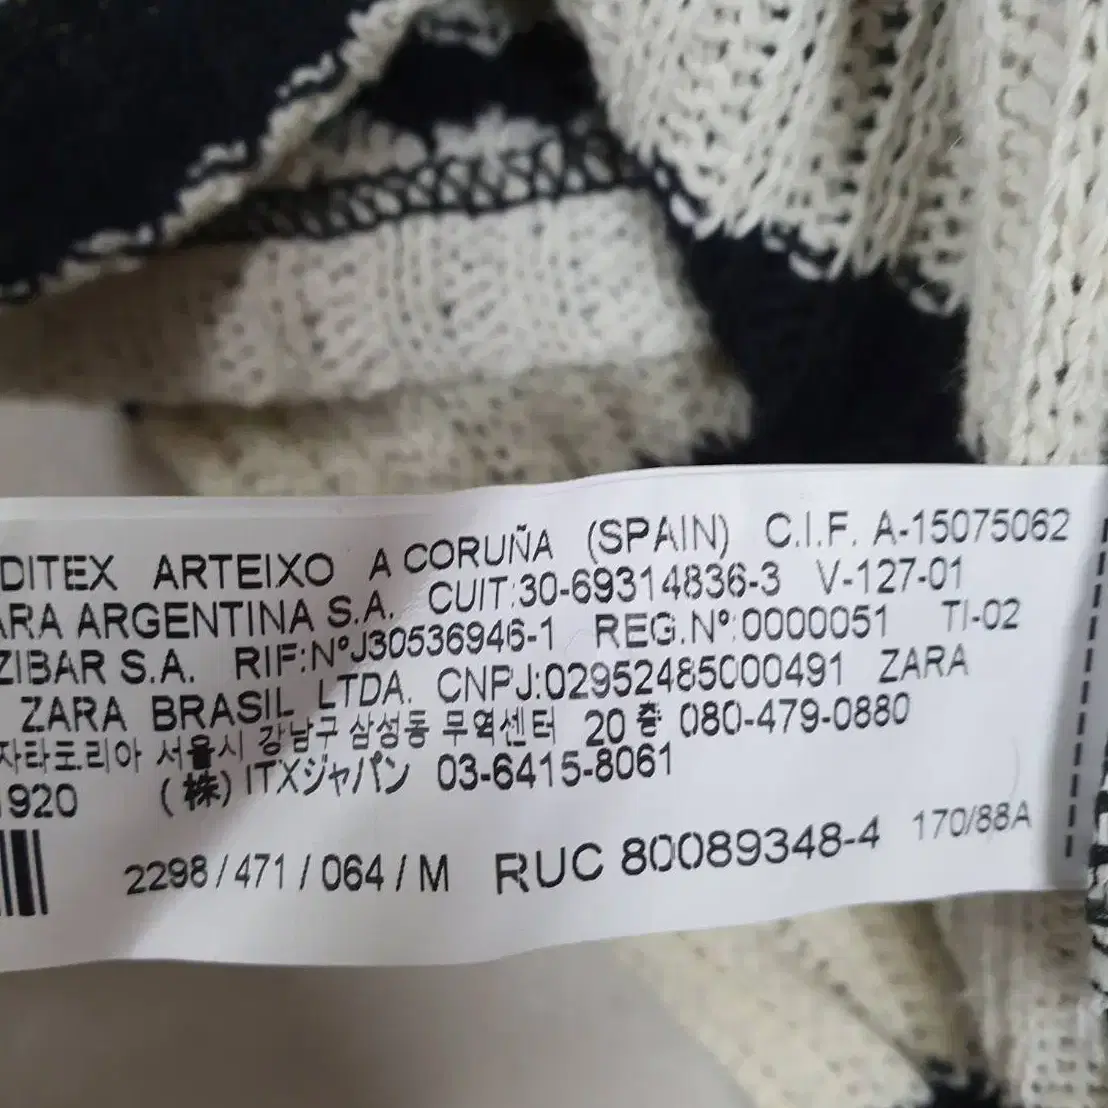 DITEX ARTEIXO A CORUÑA (SPAIN) C.I.F. A-15075062
ARA ARGENTINA S.A. CUIT:30-69314836-3 V-127-01
ZIBAR S.A. RIF:NºJ30536946-1 REG.Nº:0000051 TI-02
ZARA BRASIL LTDA. CNPJ:02952485000491 ZARA
자라코리아 서울시 강남구 삼성동 무역센터 20층 080-479-0880
1920 (株) ITXジャパン 03-6415-8061
2298/471/064/M RUC 80089348-4 170/88A